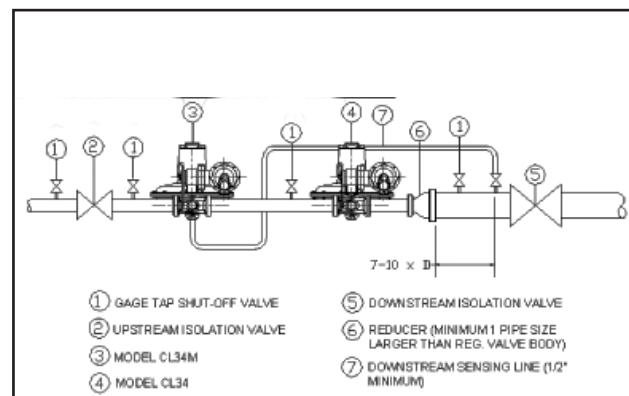 ③ ④ ⑦
① ② ① ① ⑥ ① ⑤
7-10 x D
① GAGE TAP SHUT-OFF VALVE
② UPSTREAM ISOLATION VALVE
③ MODEL CL34M
④ MODEL CL34
⑤ DOWNSTREAM ISOLATION VALVE
⑥ REDUCER (MINIMUM 1 PIPE SIZE
LARGER THAN REG. VALVE BODY)
⑦ DOWNSTREAM SENSING LINE (1/2"
MINIMUM)